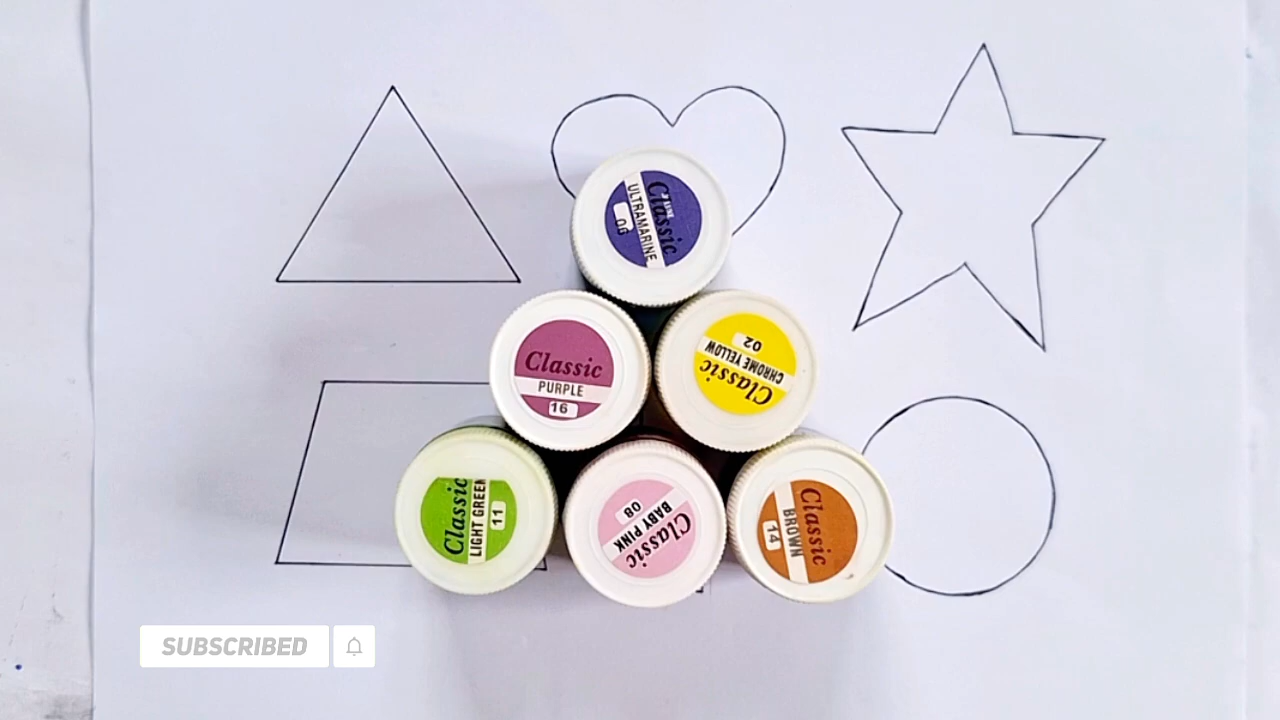 Classic
ULTRAMARINE
06
Classic
PURPLE
16
Classic
CHROME YELLOW
02
Classic
LIGHT GREEN
11
Classic
BABY PINK
08
Classic
BROWN
14
SUBSCRIBED